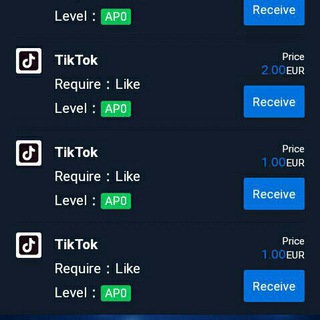 Level : AP0
Receive
TikTok
Price
2.00EUR
Require : Like
Level : AP0
Receive
TikTok
Price
1.00EUR
Require : Like
Level : AP0
Receive
TikTok
Price
1.00EUR
Require : Like
Level : AP0
Receive